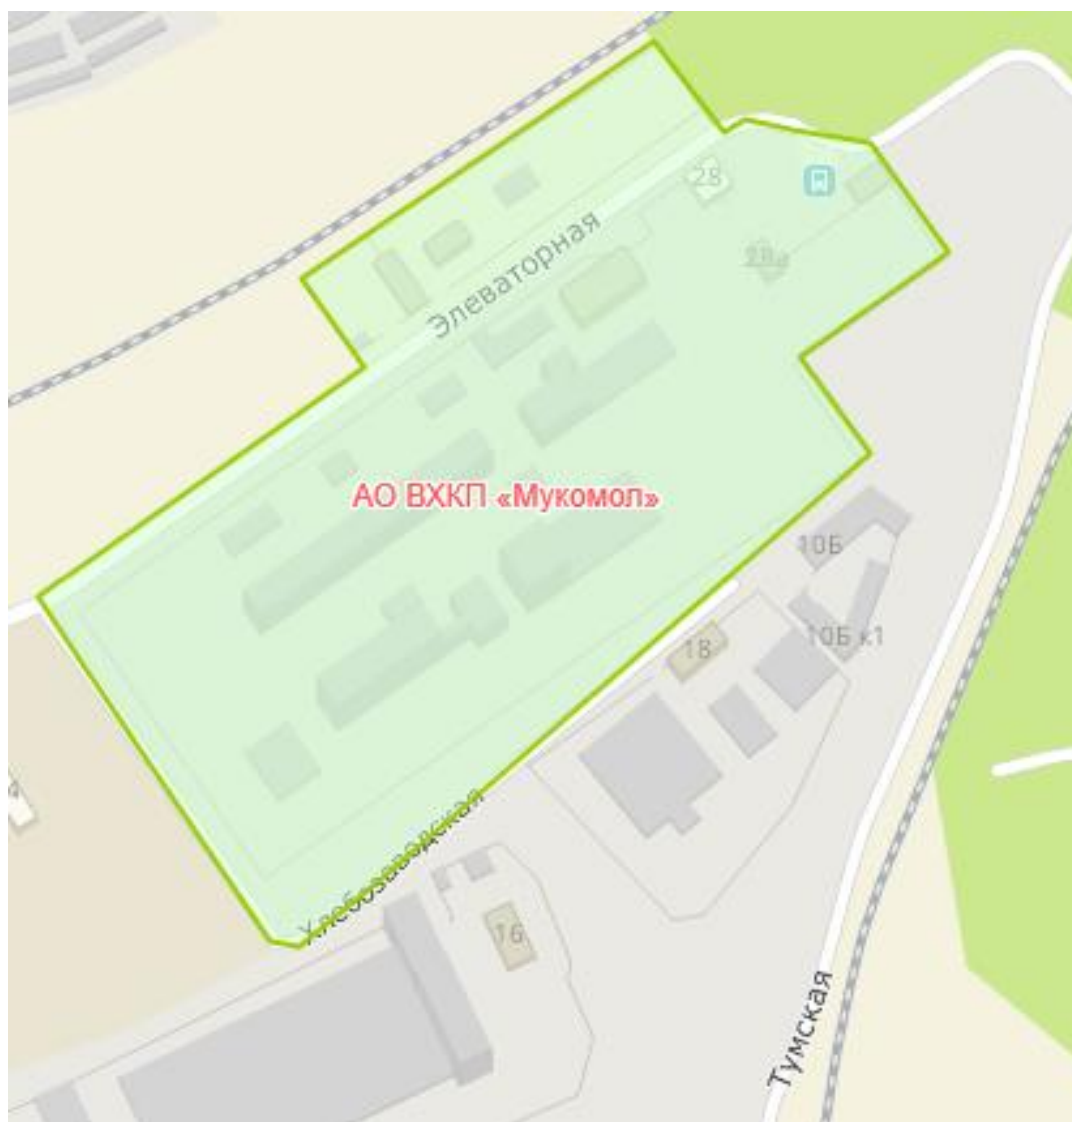 28
Элеваторная
28а
АО ВХКП «Мукомол»
10Б
10Б к1
18
Хлебозаводская
16
Тумская